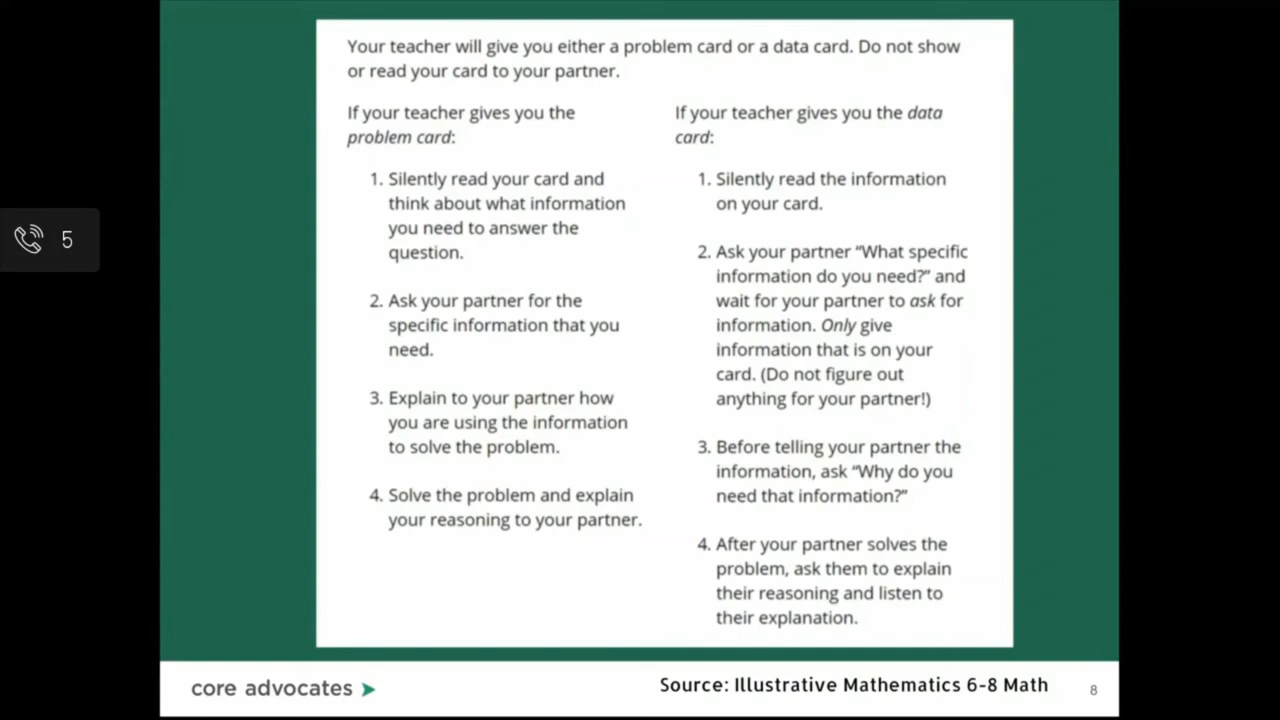 Your teacher will give you either a problem card or a data card. Do not show
or read your card to your partner.
If your teacher gives you the
problem card:
1. Silently read your card and
think about what information
you need to answer the
question.
2. Ask your partner for the
specific information that you
need.
3. Explain to your partner how
you are using the information
to solve the problem.
4. Solve the problem and explain
your reasoning to your partner.
If your teacher gives you the data
card:
1. Silently read the information
on your card.
2. Ask your partner “What specific
information do you need?” and
wait for your partner to ask for
information. Only give
information that is on your
card. (Do not figure out
anything for your partner!)
3. Before telling your partner the
information, ask “Why do you
need that information?”
4. After your partner solves the
problem, ask them to explain
their reasoning and listen to
their explanation.
5
core advocates
Source: Illustrative Mathematics 6-8 Math
8